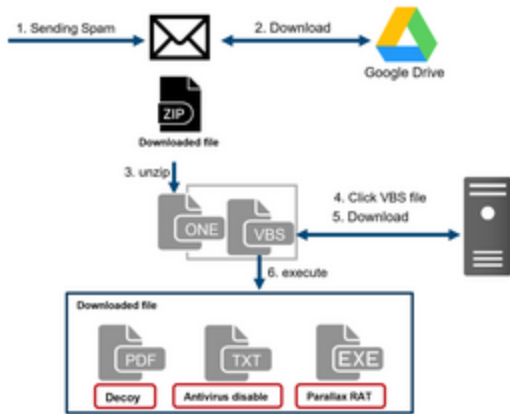 1. Sending Spam
2. Download
Google Drive
ZIP
Downloaded file
3. unzip
ONE
VBS
4. Click VBS file
5. Download
6. execute
Downloaded file
PDF
TXT
EXE
Decoy
Antivirus disable
Parallax RAT